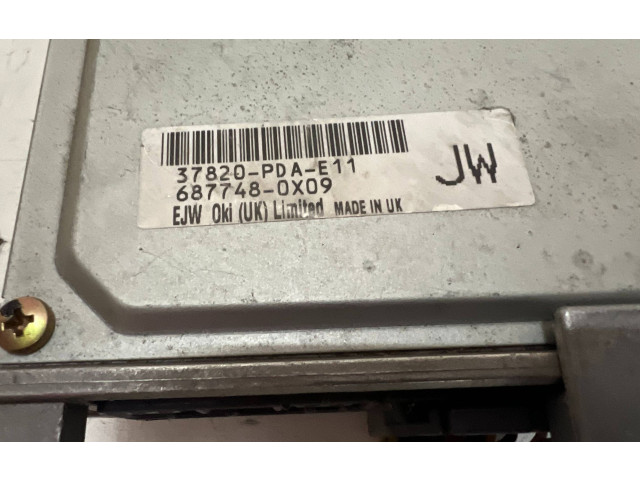 37820-PDA-E11
687748-0X09
EJW Oki (UK) Limited MADE IN UK
JW